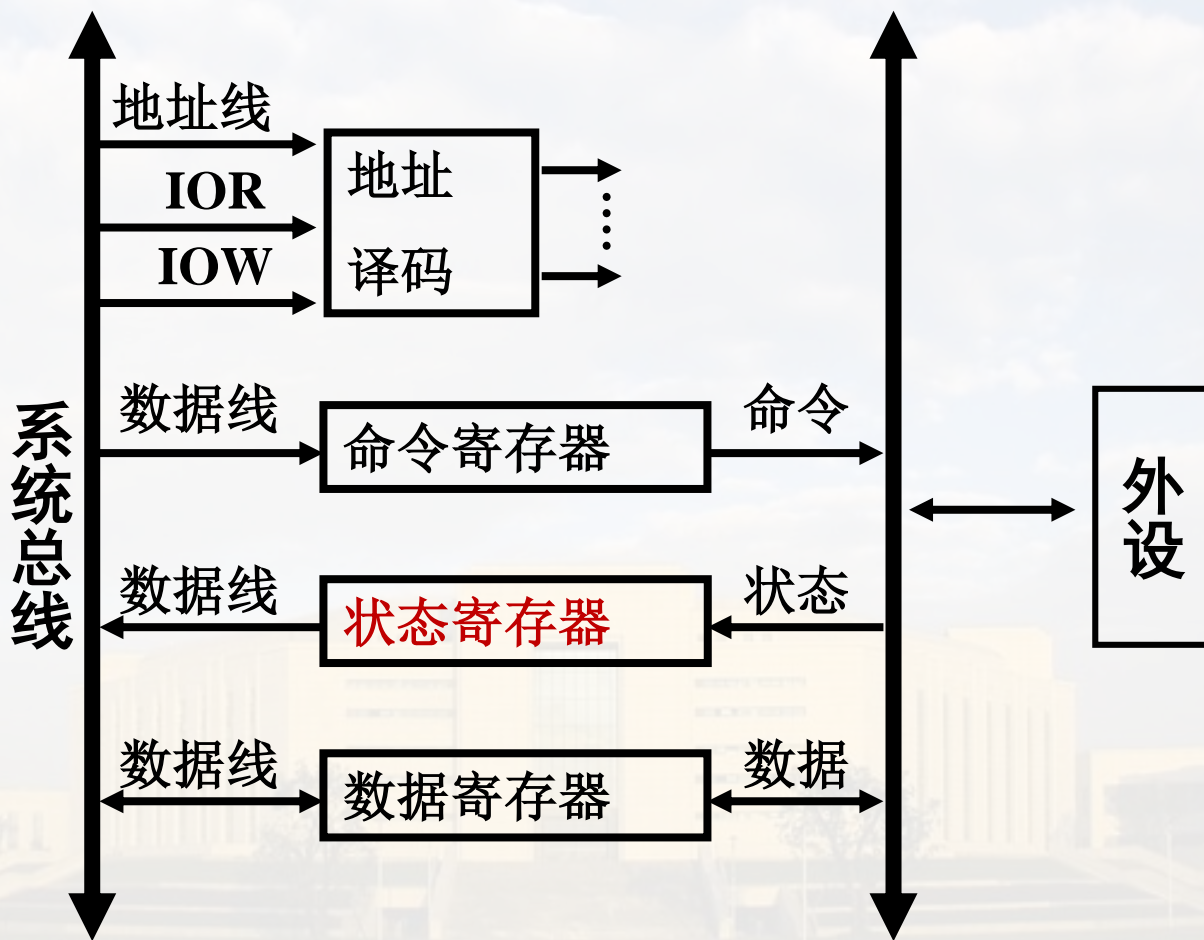 地址线
IOR
IOW
地址
译码
系统总线
数据线
命令寄存器
命令
数据线
状态寄存器
状态
数据线
数据寄存器
数据
外设